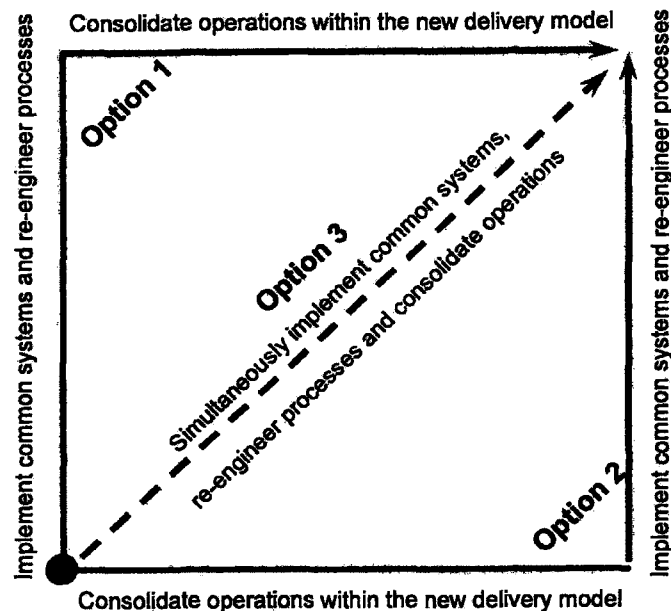 Consolidate operations within the new delivery model
Implement common systems and re-engineer processes
Option 1
Option 3
Simultaneously implement common systems,
re-engineer processes and consolidate operations
Option 2
Implement common systems and re-engineer processes
Consolidate operations within the new delivery model